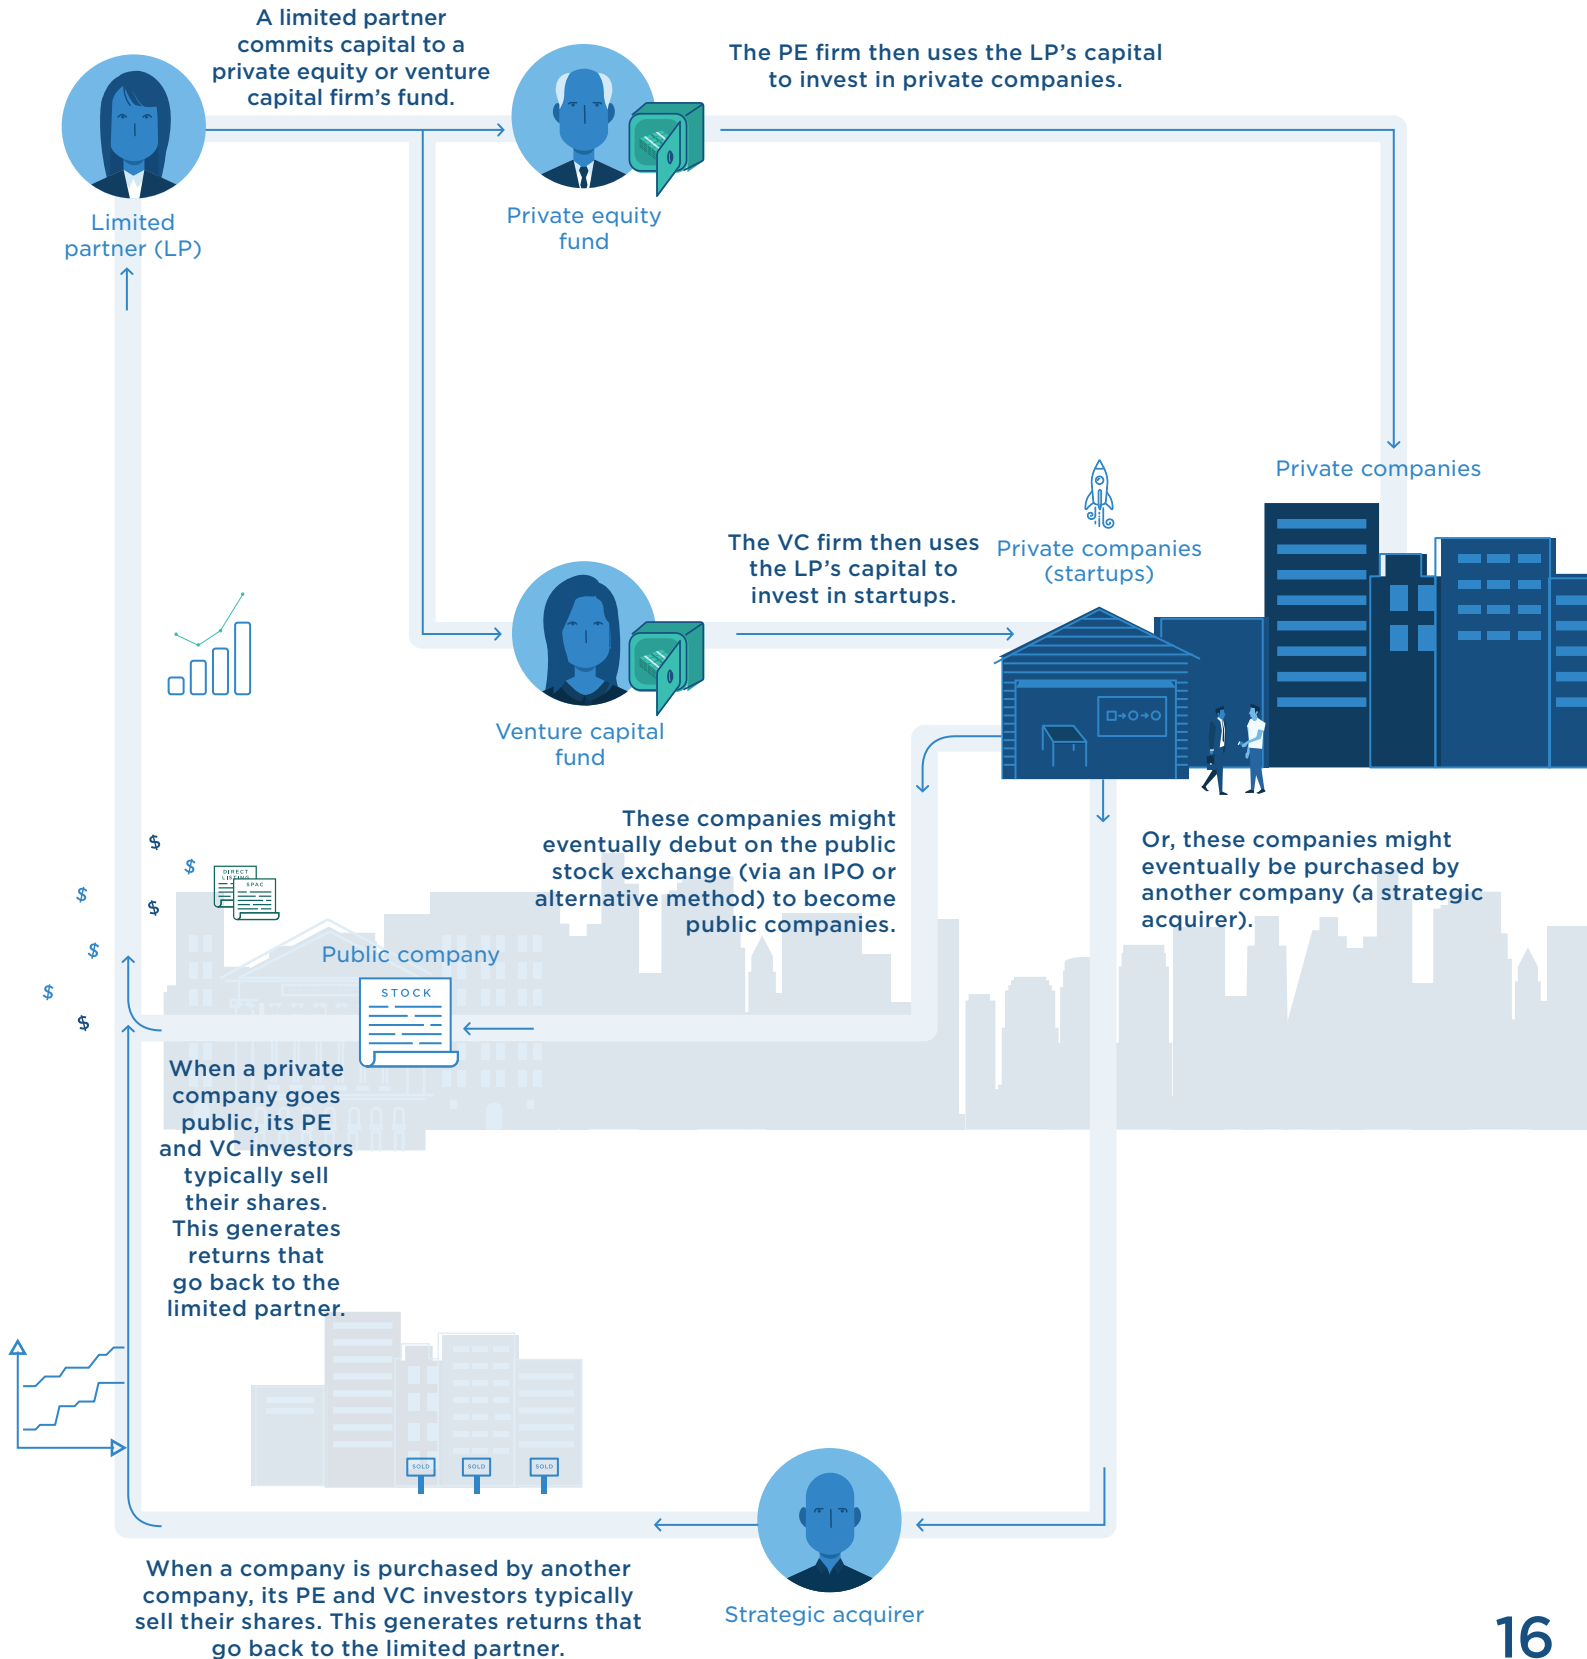 A limited partner
commits capital to a
private equity or venture
capital firm's fund.
The PE firm then uses the LP's capital
to invest in private companies.
Limited
partner (LP)
Private equity
fund
Private companies
The VC firm then uses
the LP's capital to
invest in startups.
Private companies
(startups)
Venture capital
fund
These companies might
eventually debut on the public
stock exchange (via an IPO or
alternative method) to become
public companies.
Or, these companies might
eventually be purchased by
another company (a strategic
acquirer).
$
$
$
$
$
$
$
DIRECT
LISTING
SPAC
Public company
STOCK
When a private
company goes
public, its PE
and VC investors
typically sell
their shares.
This generates
returns that
go back to the
limited partner.
SOLD
SOLD
SOLD
When a company is purchased by another
company, its PE and VC investors typically
sell their shares. This generates returns that
go back to the limited partner.
Strategic acquirer
16